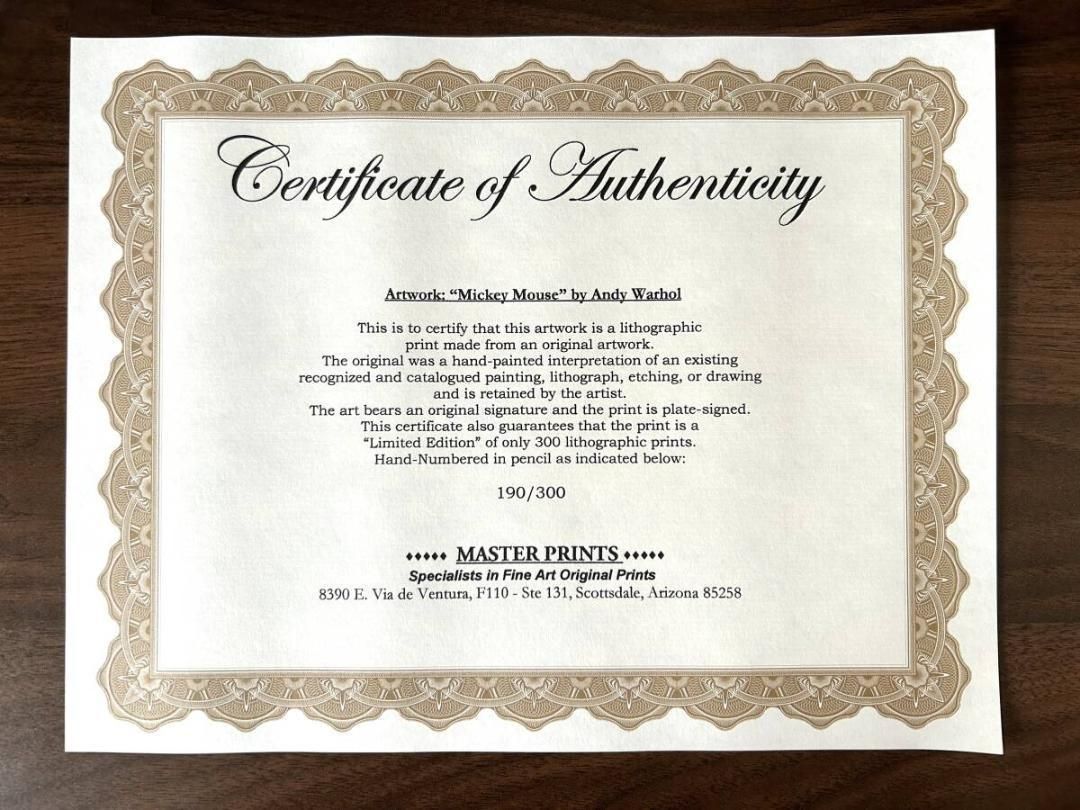 Certificate of Authenticity
Artwork: “Mickey Mouse” by Andy Warhol
This is to certify that this artwork is a lithographic
print made from an original artwork.
The original was a hand-painted interpretation of an existing
recognized and catalogued painting, lithograph, etching, or drawing
and is retained by the artist.
The art bears an original signature and the print is plate-signed.
This certificate also guarantees that the print is a
“Limited Edition” of only 300 lithographic prints.
Hand-Numbered in pencil as indicated below:
190/300
♦♦♦♦♦ MASTER PRINTS ♦♦♦♦♦
Specialists in Fine Art Original Prints
8390 E. Via de Ventura, F110 - Ste 131, Scottsdale, Arizona 85258